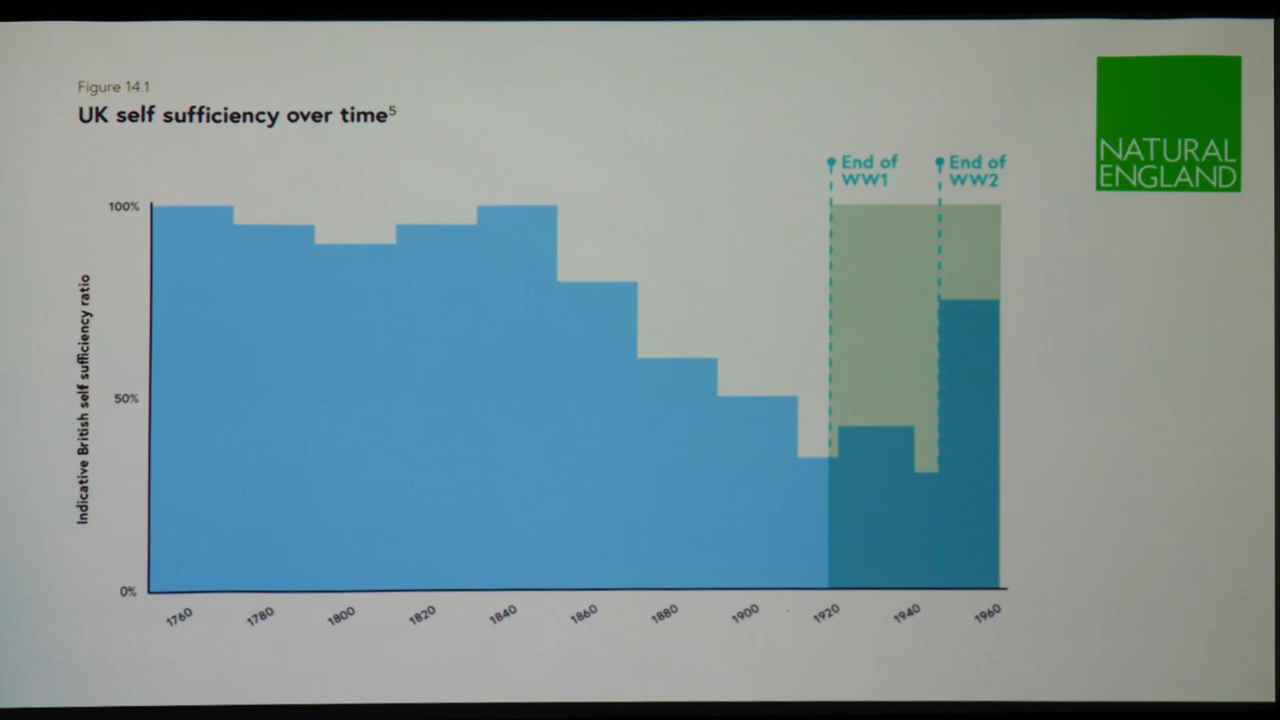 Figure 14.1
UK self sufficiency over time⁵
NATURAL
ENGLAND
End of
WW1
End of
WW2
100%
50%
0%
Indicative British self sufficiency ratio
1760
1780
1800
1820
1840
1860
1880
1900
1920
1940
1960